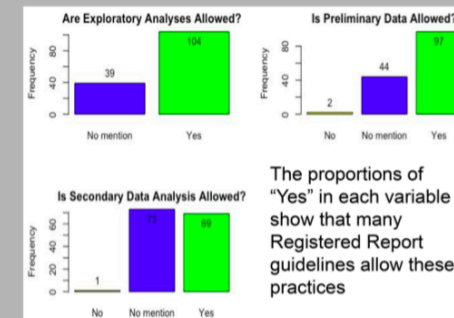 Are Exploratory Analyses Allowed?
Frequency
0 40 80
39
104
No mention Yes
Is Preliminary Data Allowed?
Frequency
0 40 80
2
44
97
No No mention Yes
Is Secondary Data Analysis Allowed?
Frequency
0 20 40 60
1
73
69
No No mention Yes
The proportions of
“Yes” in each variable
show that many
Registered Report
guidelines allow these
practices